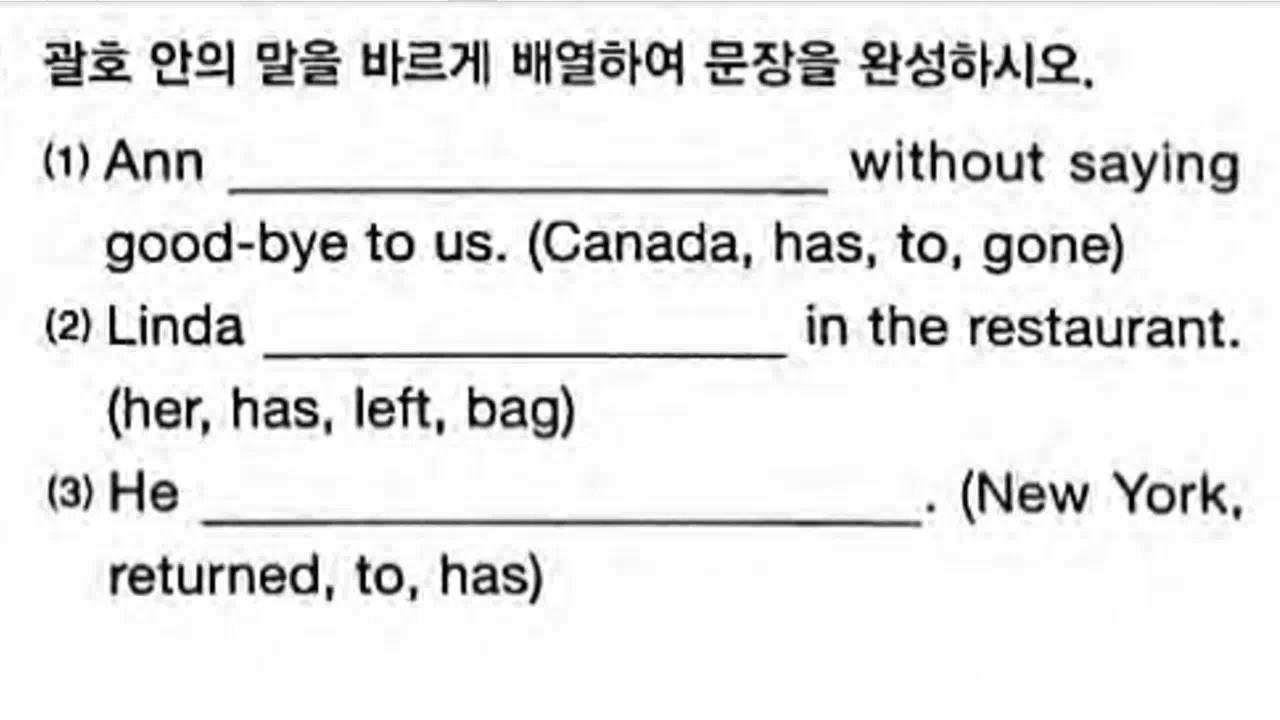 괄호 안의 말을 바르게 배열하여 문장을 완성하시오.
(1) Ann ____________________ without saying
good-bye to us. (Canada, has, to, gone)
(2) Linda ____________________ in the restaurant.
(her, has, left, bag)
(3) He ____________________. (New York,
returned, to, has)